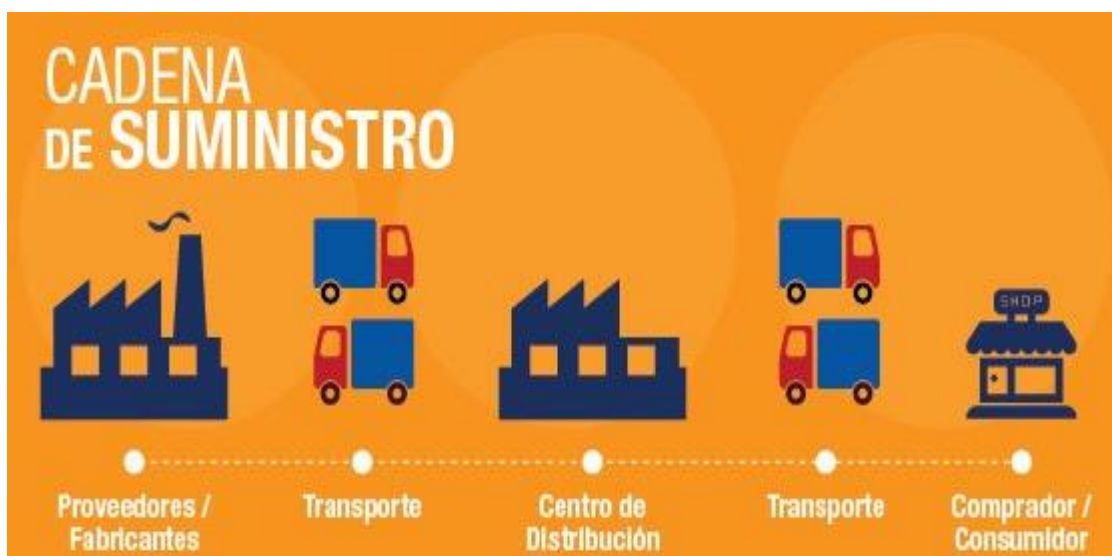 CADENA
DE SUMINISTRO
SHOP
Proveedores /
Fabricantes
Transporte
Centro de
Distribución
Transporte
Comprador /
Consumidor